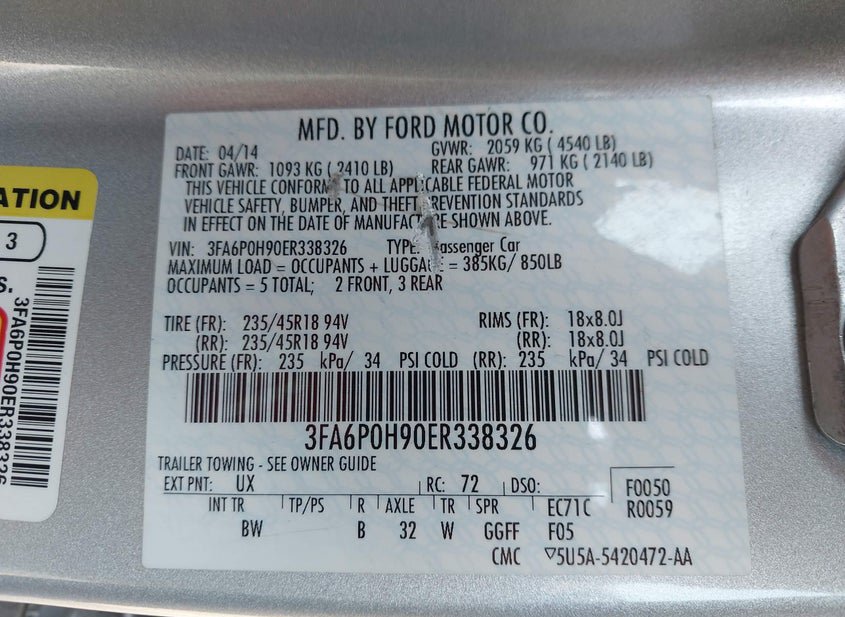 ATION
3
S.
3FA6P0H90ER338326
MFD. BY FORD MOTOR CO.
DATE: 04/14 GVWR: 2059 KG ( 4540 LB)
FRONT GAWR: 1093 KG ( 2410 LB) REAR GAWR: 971 KG ( 2140 LB)
THIS VEHICLE CONFORM TO ALL APPLICABLE FEDERAL MOTOR
VEHICLE SAFETY, BUMPER, AND THEFT PREVENTION STANDARDS
IN EFFECT ON THE DATE OF MANUFACTURE SHOWN ABOVE.
VIN: 3FA6P0H90ER338326 TYPE: Passenger Car
MAXIMUM LOAD = OCCUPANTS + LUGGAGE = 385KG/ 850LB
OCCUPANTS = 5 TOTAL; 2 FRONT, 3 REAR
TIRE (FR): 235/45R18 94V RIMS (FR): 18x8.0J
(RR): 235/45R18 94V (RR): 18x8.0J
PRESSURE (FR): 235 kPa/ 34 PSI COLD (RR): 235 kPa/ 34 PSI COLD
3FA6P0H90ER338326
TRAILER TOWING - SEE OWNER GUIDE
EXT PNT: UX RC: 72 DSO: F0050
INT TR TP/PS R AXLE TR SPR EC71C R0059
BW B 32 W GGFF F05
CMC ▽5U5A-5420472-AA